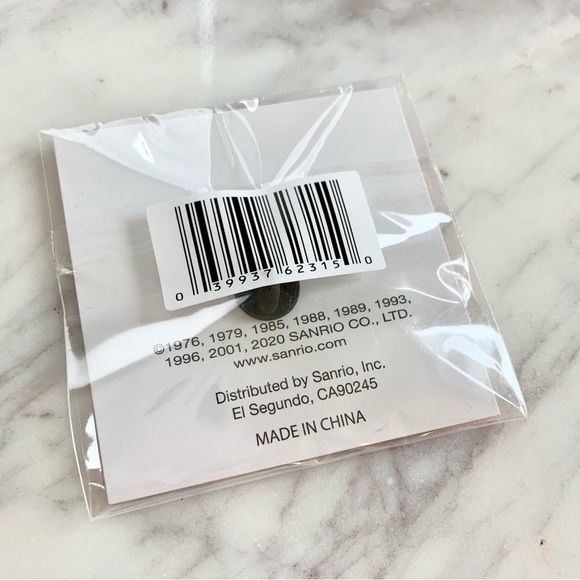 0 39937 62315 0
©1976, 1979, 1985, 1988, 1989, 1993,
1996, 2001, 2020 SANRIO CO., LTD.
www.sanrio.com
Distributed by Sanrio, Inc.
El Segundo, CA90245
MADE IN CHINA